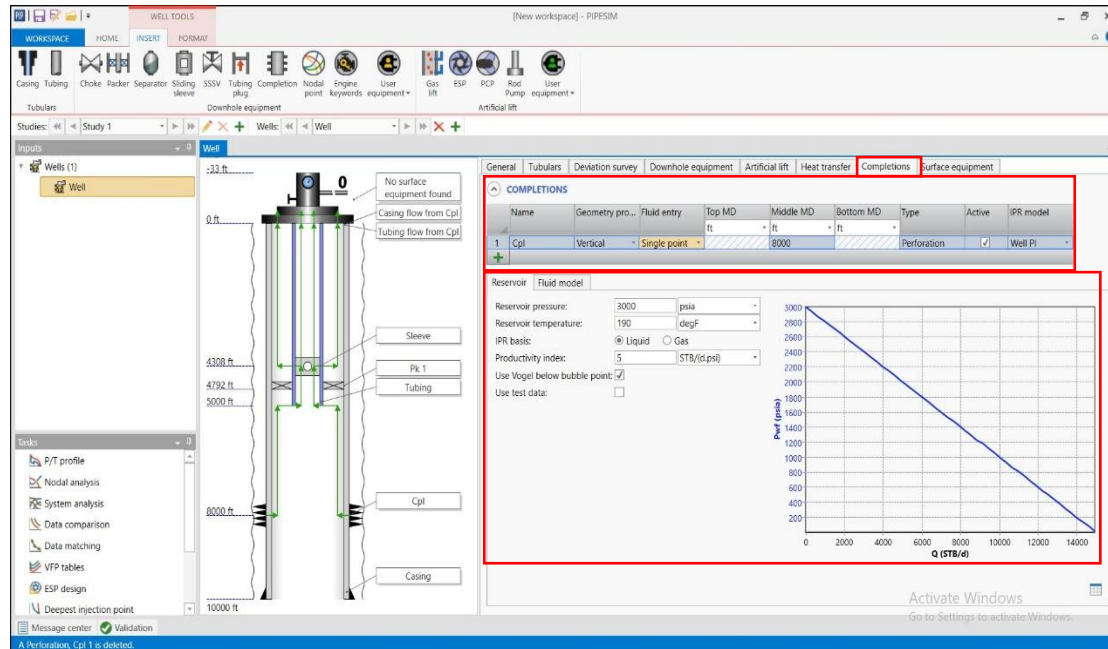 PIP
WELL TOOLS
[New workspace] - PIPESIM
WORKSPACE HOME INSERT FORMAT
Casing Tubing Choke Packer Separator Sliding sleeve SSSV Tubing plug Completion Nodal point Engine keywords User equipment Gas lift ESP PCP Rod Pump User equipment
Tubulars Downhole equipment Artificial lift
Studies: Study 1 Wells: Well
Inputs
Wells (1)
Well
Tasks
P/T profile
Nodal analysis
System analysis
Data comparison
Data matching
VFP tables
ESP design
Deepest injection point
Well
-33 ft
0
No surface
equipment found
0 ft
Casing flow from Cpl
Tubing flow from Cpl
Sleeve
4308 ft
Pk 1
4792 ft
Tubing
5000 ft
Cpl
8000 ft
Casing
10000 ft
General Tubulars Deviation survey Downhole equipment Artificial lift Heat transfer Completions Surface equipment
COMPLETIONS
Name Geometry pro... Fluid entry Top MD Middle MD Bottom MD Type Active IPR model
ft ft ft
1 Cpl Vertical Single point 8000 Perforation Well PI
Reservoir Fluid model
Reservoir pressure: 3000 psia
Reservoir temperature: 190 degF
IPR basis: Liquid Gas
Productivity index: 5 STB/(d.psi)
Use Vogel below bubble point:
Use test data:
Pwf (psia)
3000
2800
2600
2400
2200
2000
1800
1600
1400
1200
1000
800
600
400
200
0 2000 4000 6000 8000 10000 12000 14000
Q (STB/d)
Activate Windows
Go to Settings to activate Windows.
Message center Validation
A Perforation, Cpl 1 is deleted.